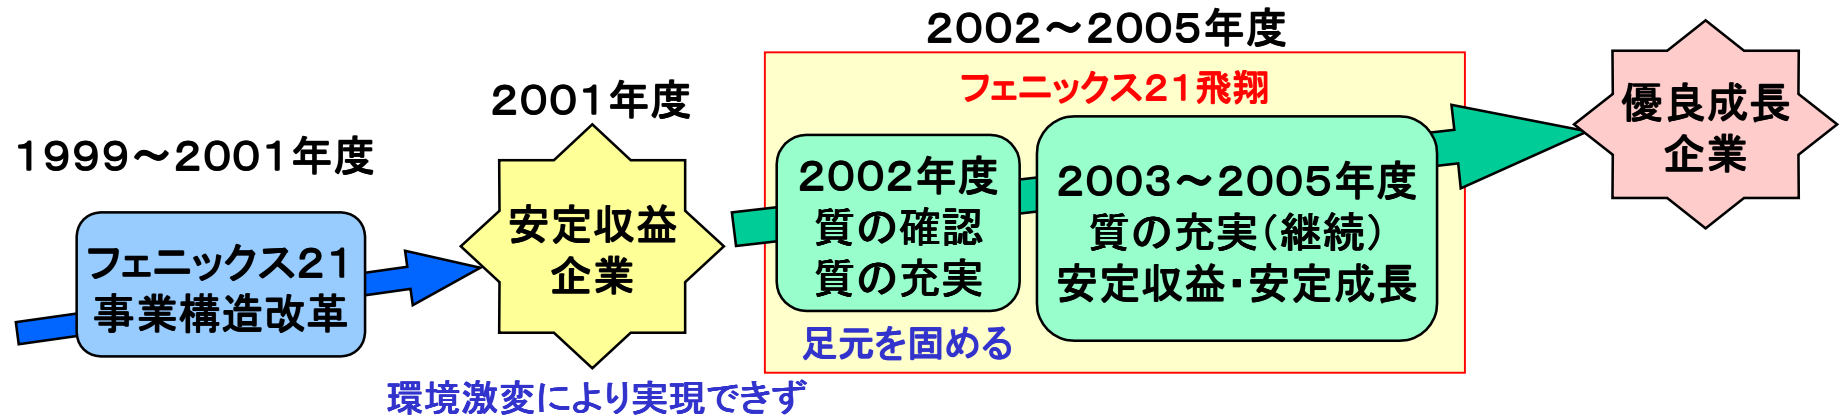 1999～2001年度
フェニックス21
事業構造改革
2001年度
安定収益
企業
環境激変により実現できず
2002～2005年度
フェニックス21飛翔
2002年度
質の確認
質の充実
足元を固める
2003～2005年度
質の充実（継続）
安定収益・安定成長
優良成長
企業